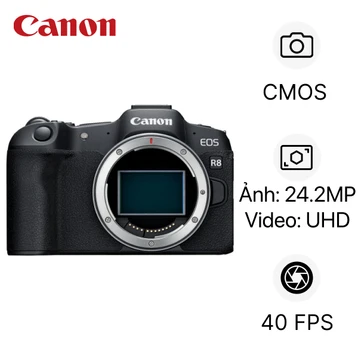 Canon
Canon
EOS
R8
CMOS
Ảnh: 24.2MP
Video: UHD
40 FPS